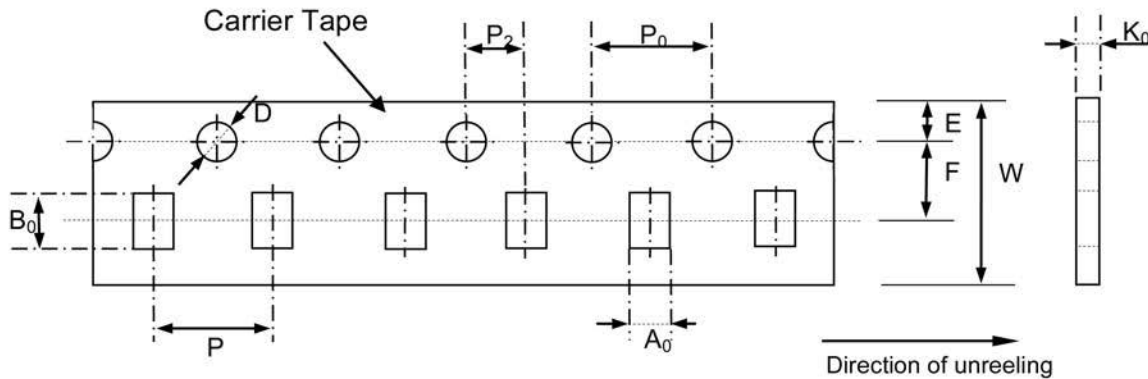 Carrier Tape
P₂
P₀
K₀
D
E
F
W
B₀
P
A₀
Direction of unreeling